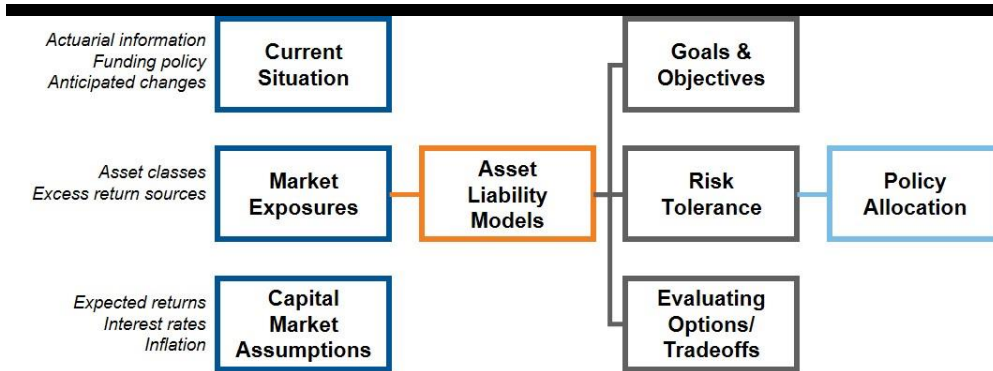 Actuarial information
Funding policy
Anticipated changes
Current
Situation
Goals &
Objectives
Asset classes
Excess return sources
Market
Exposures
Asset
Liability
Models
Risk
Tolerance
Policy
Allocation
Expected returns
Interest rates
Inflation
Capital
Market
Assumptions
Evaluating
Options/
Tradeoffs